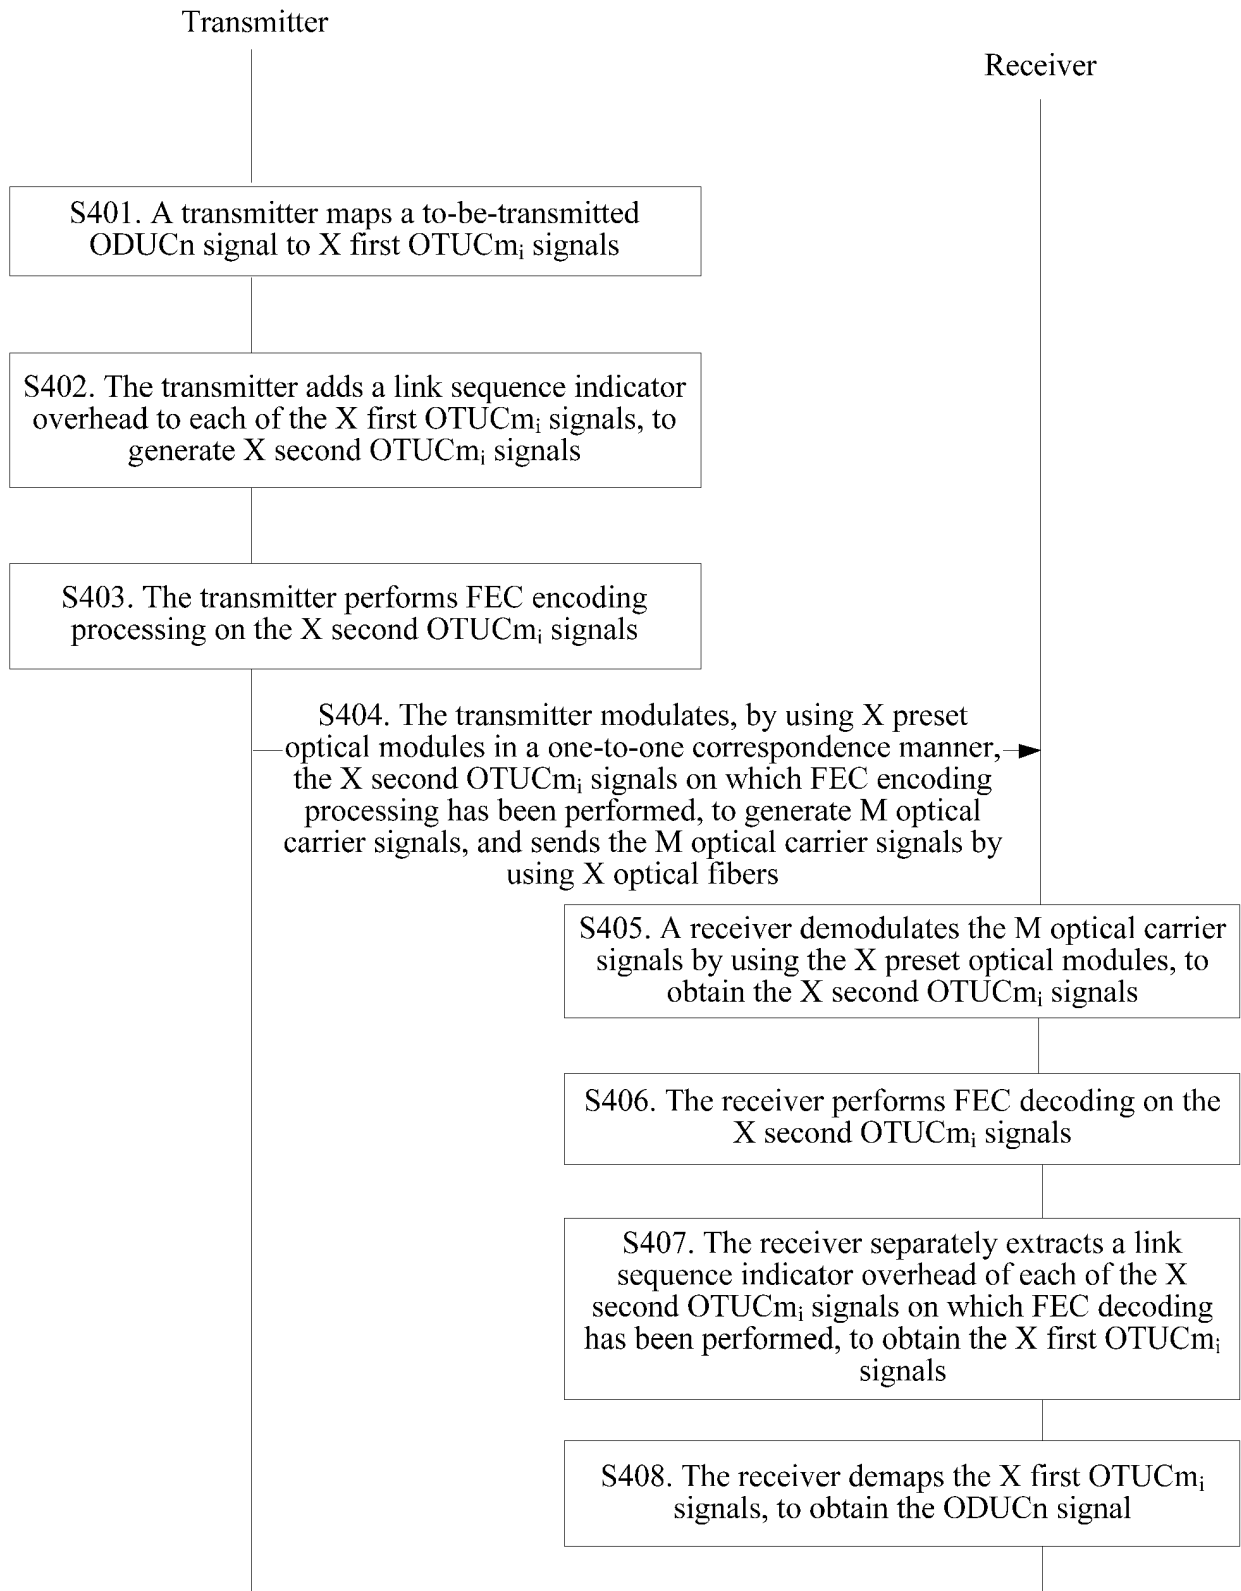 Transmitter
Receiver
S401. A transmitter maps a to-be-transmitted
ODUCn signal to X first OTUCmᵢ signals
S402. The transmitter adds a link sequence indicator
overhead to each of the X first OTUCmᵢ signals, to
generate X second OTUCmᵢ signals
S403. The transmitter performs FEC encoding
processing on the X second OTUCmᵢ signals
S404. The transmitter modulates, by using X preset
optical modules in a one-to-one correspondence manner,
the X second OTUCmᵢ signals on which FEC encoding
processing has been performed, to generate M optical
carrier signals, and sends the M optical carrier signals by
using X optical fibers
S405. A receiver demodulates the M optical carrier
signals by using the X preset optical modules, to
obtain the X second OTUCmᵢ signals
S406. The receiver performs FEC decoding on the
X second OTUCmᵢ signals
S407. The receiver separately extracts a link
sequence indicator overhead of each of the X
second OTUCmᵢ signals on which FEC decoding
has been performed, to obtain the X first OTUCmᵢ
signals
S408. The receiver demaps the X first OTUCmᵢ
signals, to obtain the ODUCn signal